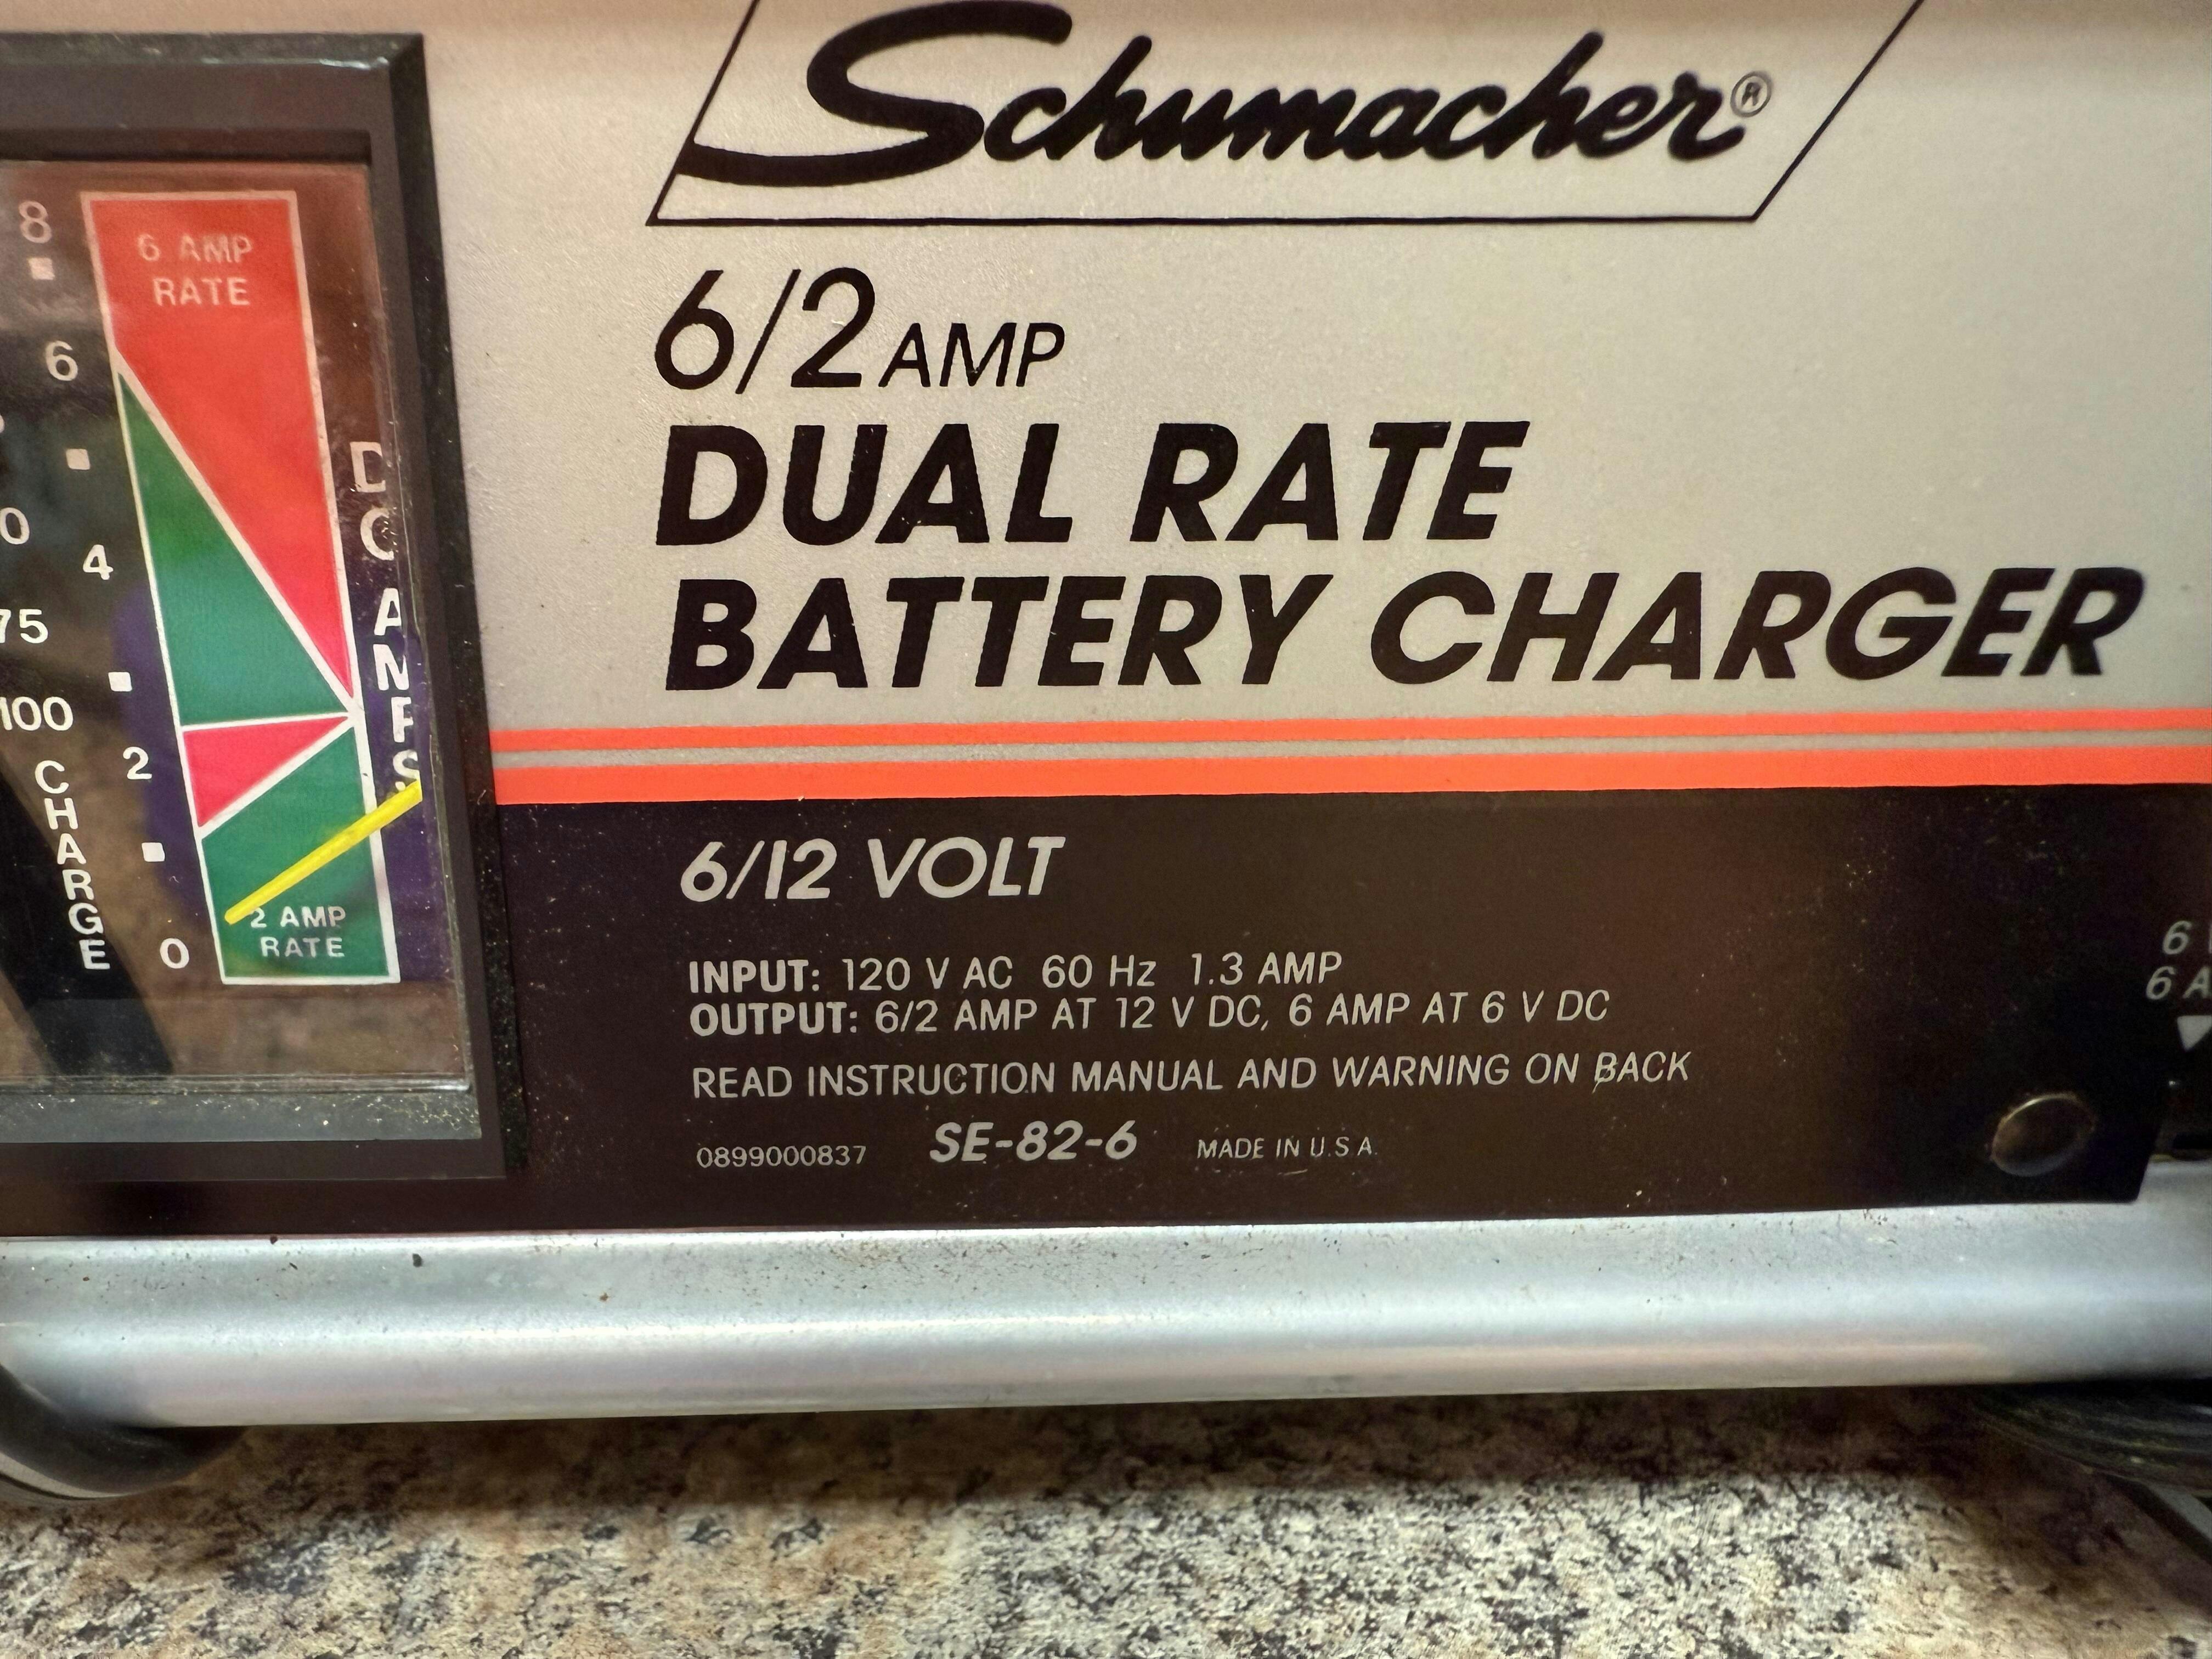 Schumacher®
6/2 AMP
DUAL RATE
BATTERY CHARGER
6/12 VOLT
INPUT: 120 V AC 60 Hz 1.3 AMP
OUTPUT: 6/2 AMP AT 12 V DC, 6 AMP AT 6 V DC
READ INSTRUCTION MANUAL AND WARNING ON BACK
0899000837 SE-82-6 MADE IN U.S.A.
8
6 AMP
RATE
6
4
75
100
2
0
CHARGE
DC AMPS
2 AMP
RATE
6
6 A